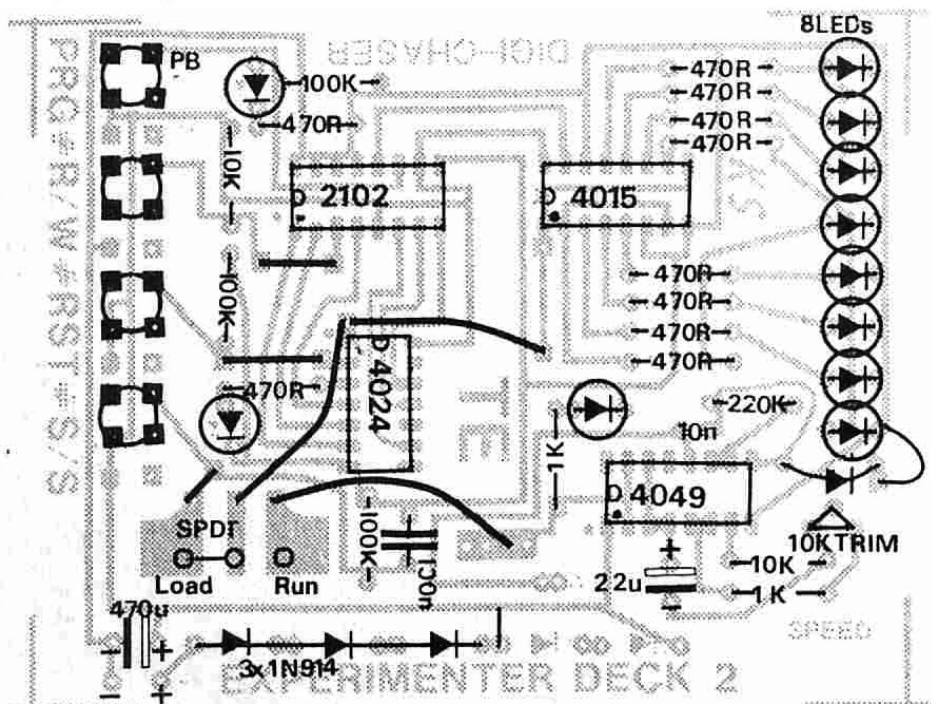 8LEDs
PB
DIGI-CHASER
100K
470R
470R
470R
470R
470R
10K
2102
4015
KS
PRG#R/W#RST#S/S
100K
470R
470R
470R
470R
470R
4024
TE
220K
10n
1K
4049
SPDT
Load
Run
100K
100n
10KTRIM
10K
22u
+
-
1K
470u
SPEED
-
+
3x1N914
EXPERIMENTER DECK 2
-
+